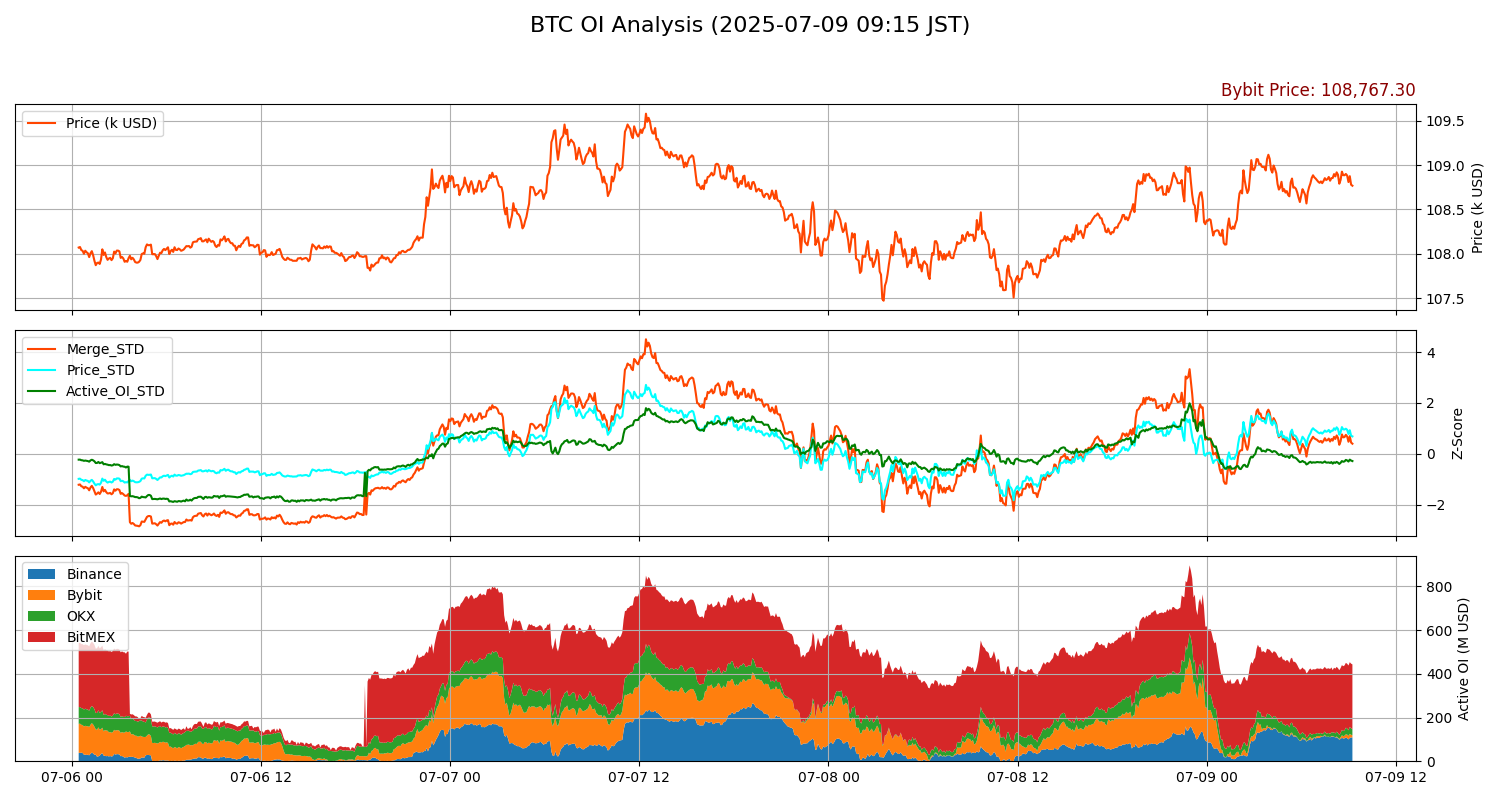 BTC OI Analysis (2025-07-09 09:15 JST)
Bybit Price: 108,767.30
Price (k USD)
109.5
109.0
108.5
108.0
107.5
Price (k USD)
Merge_STD
Price_STD
Active_OI_STD
4
2
0
−2
Z-Score
Binance
Bybit
OKX
BitMEX
800
600
400
200
0
Active OI (M USD)
07-06 00
07-06 12
07-07 00
07-07 12
07-08 00
07-08 12
07-09 00
07-09 12